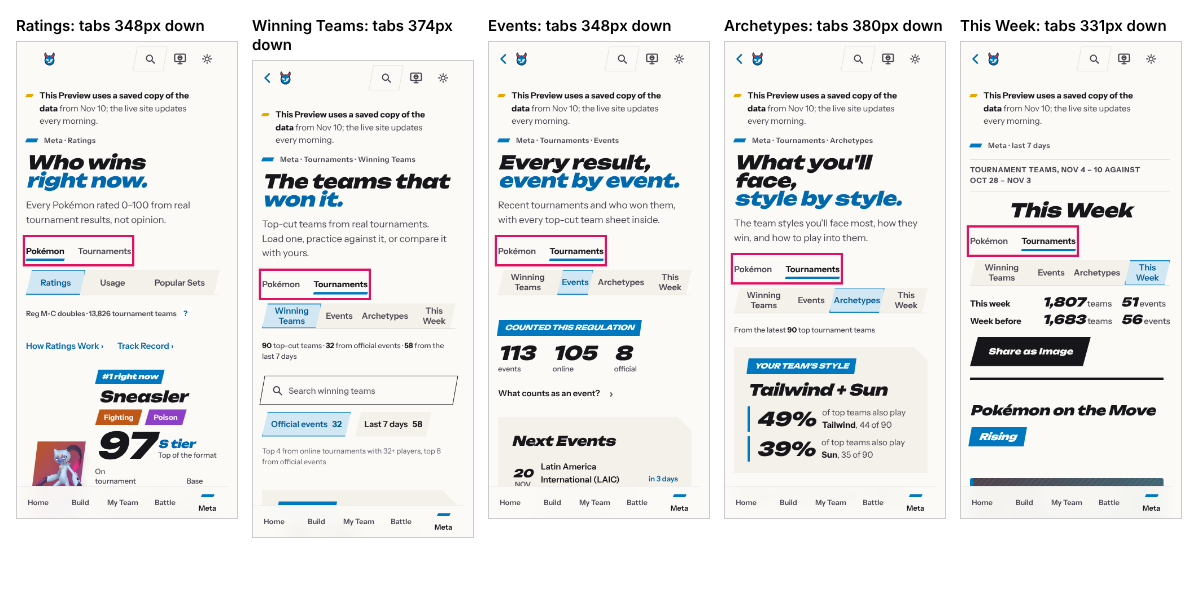 Ratings: tabs 348px down
This Preview uses a saved copy of the
data from Nov 10; the live site updates
every morning.
Meta · Ratings
Who wins
right now.
Every Pokémon rated 0–100 from real
tournament results, not opinion.
Pokémon Tournaments
Ratings Usage Popular Sets
Reg M-C doubles · 13,826 tournament teams ?
How Ratings Work › Track Record ›
#1 right now
Sneasler
Fighting Poison
97 S tier
Top of the format
On
tournament Base
Home Build My Team Battle Meta
Winning Teams: tabs 374px
down
This Preview uses a saved copy of the
data from Nov 10; the live site updates
every morning.
Meta · Tournaments · Winning Teams
The teams that
won it.
Top-cut teams from real tournaments.
Load one, practice against it, or compare it
with yours.
Pokémon Tournaments
Winning
Teams Events Archetypes This
Week
90 top-cut teams · 32 from official events · 58 from the
last 7 days
Search winning teams
Official events 32 Last 7 days 58
Top 4 from online tournaments with 32+ players, top 8
from official events
Home Build My Team Battle Meta
Events: tabs 348px down
This Preview uses a saved copy of the
data from Nov 10; the live site updates
every morning.
Meta · Tournaments · Events
Every result,
event by event.
Recent tournaments and who won them,
with every top-cut team sheet inside.
Pokémon Tournaments
Winning
Teams Events Archetypes This
Week
COUNTED THIS REGULATION
113 105 8
events online official
What counts as an event? ›
Next Events
20
NOV
Latin America
International (LAIC) in 3 days
Home Build My Team Battle Meta
Archetypes: tabs 380px down
This Preview uses a saved copy of the
data from Nov 10; the live site updates
every morning.
Meta · Tournaments · Archetypes
What you'll
face,
style by style.
The team styles you'll face most, how they
win, and how to play into them.
Pokémon Tournaments
Winning
Teams Events Archetypes This
Week
From the latest 90 top tournament teams
YOUR TEAM'S STYLE
Tailwind + Sun
49% of top teams also play
Tailwind, 44 of 90
39% of top teams also play
Sun, 35 of 90
Home Build My Team Battle Meta
This Week: tabs 331px down
This Preview uses a saved copy of the
data from Nov 10; the live site updates
every morning.
Meta · last 7 days
TOURNAMENT TEAMS, NOV 4 – 10 AGAINST
OCT 28 – NOV 3
This Week
Pokémon Tournaments
Winning
Teams Events Archetypes This
Week
This week 1,807 teams 51 events
Week before 1,683 teams 56 events
Share as Image
Pokémon on the Move
Rising
Home Build My Team Battle Meta